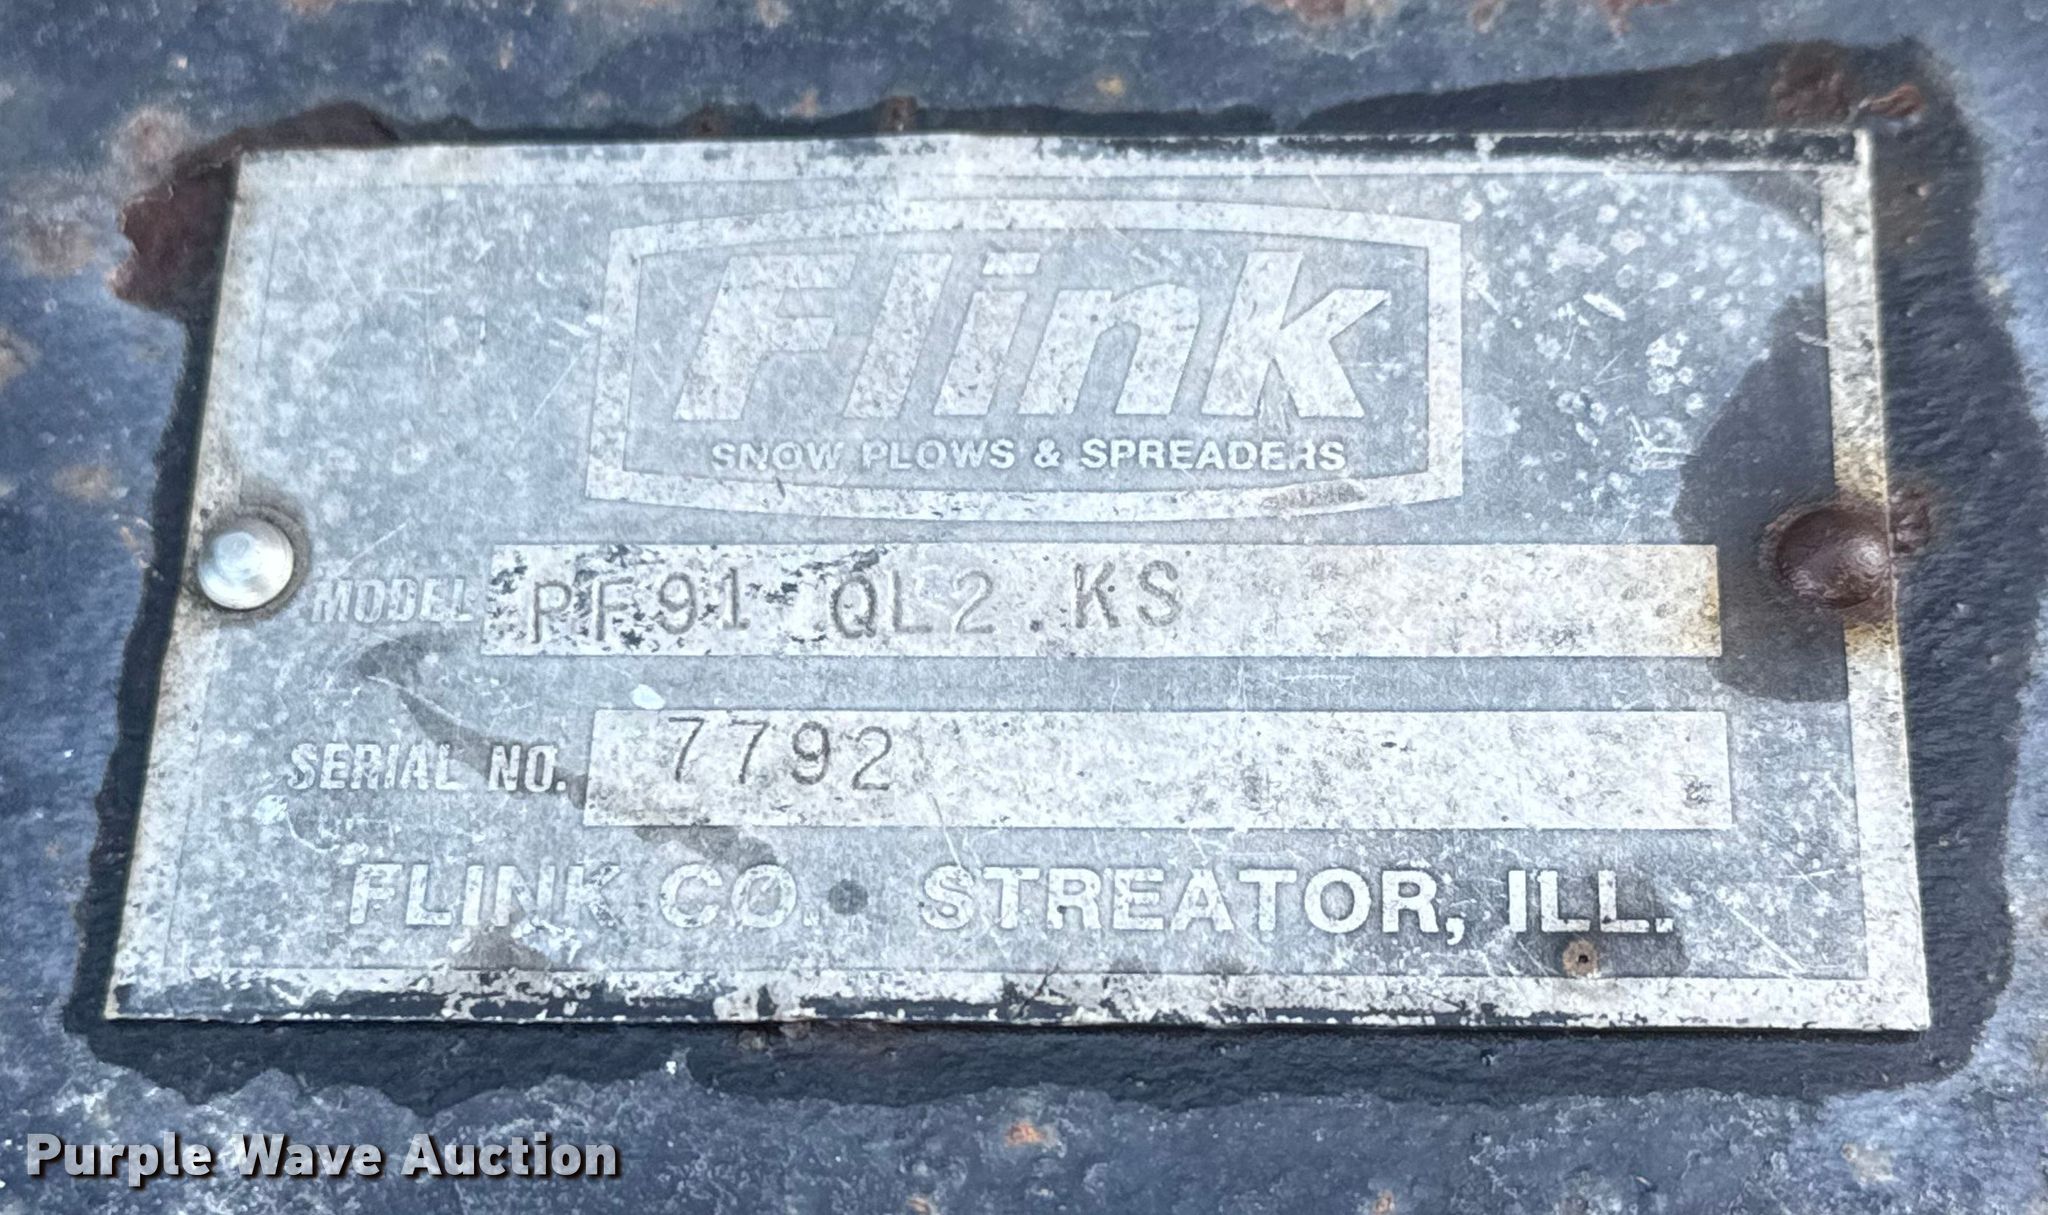 Flink
SNOW PLOWS & SPREADERS
MODEL PF91 QL2 KS
SERIAL NO. 7792
FLINK CO. STREATOR, ILL.
Purple Wave Auction